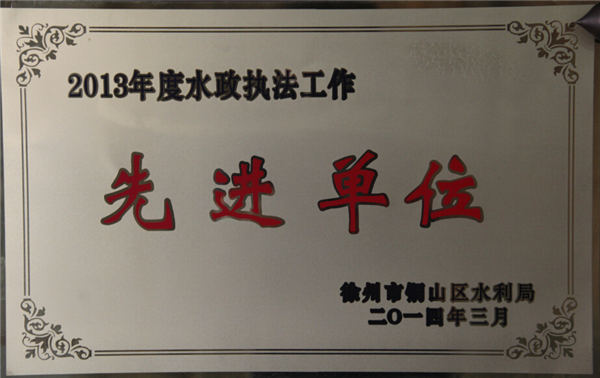 2013年度水政执法工作
先进单位
徐州市铜山区水利局
二〇一四年三月